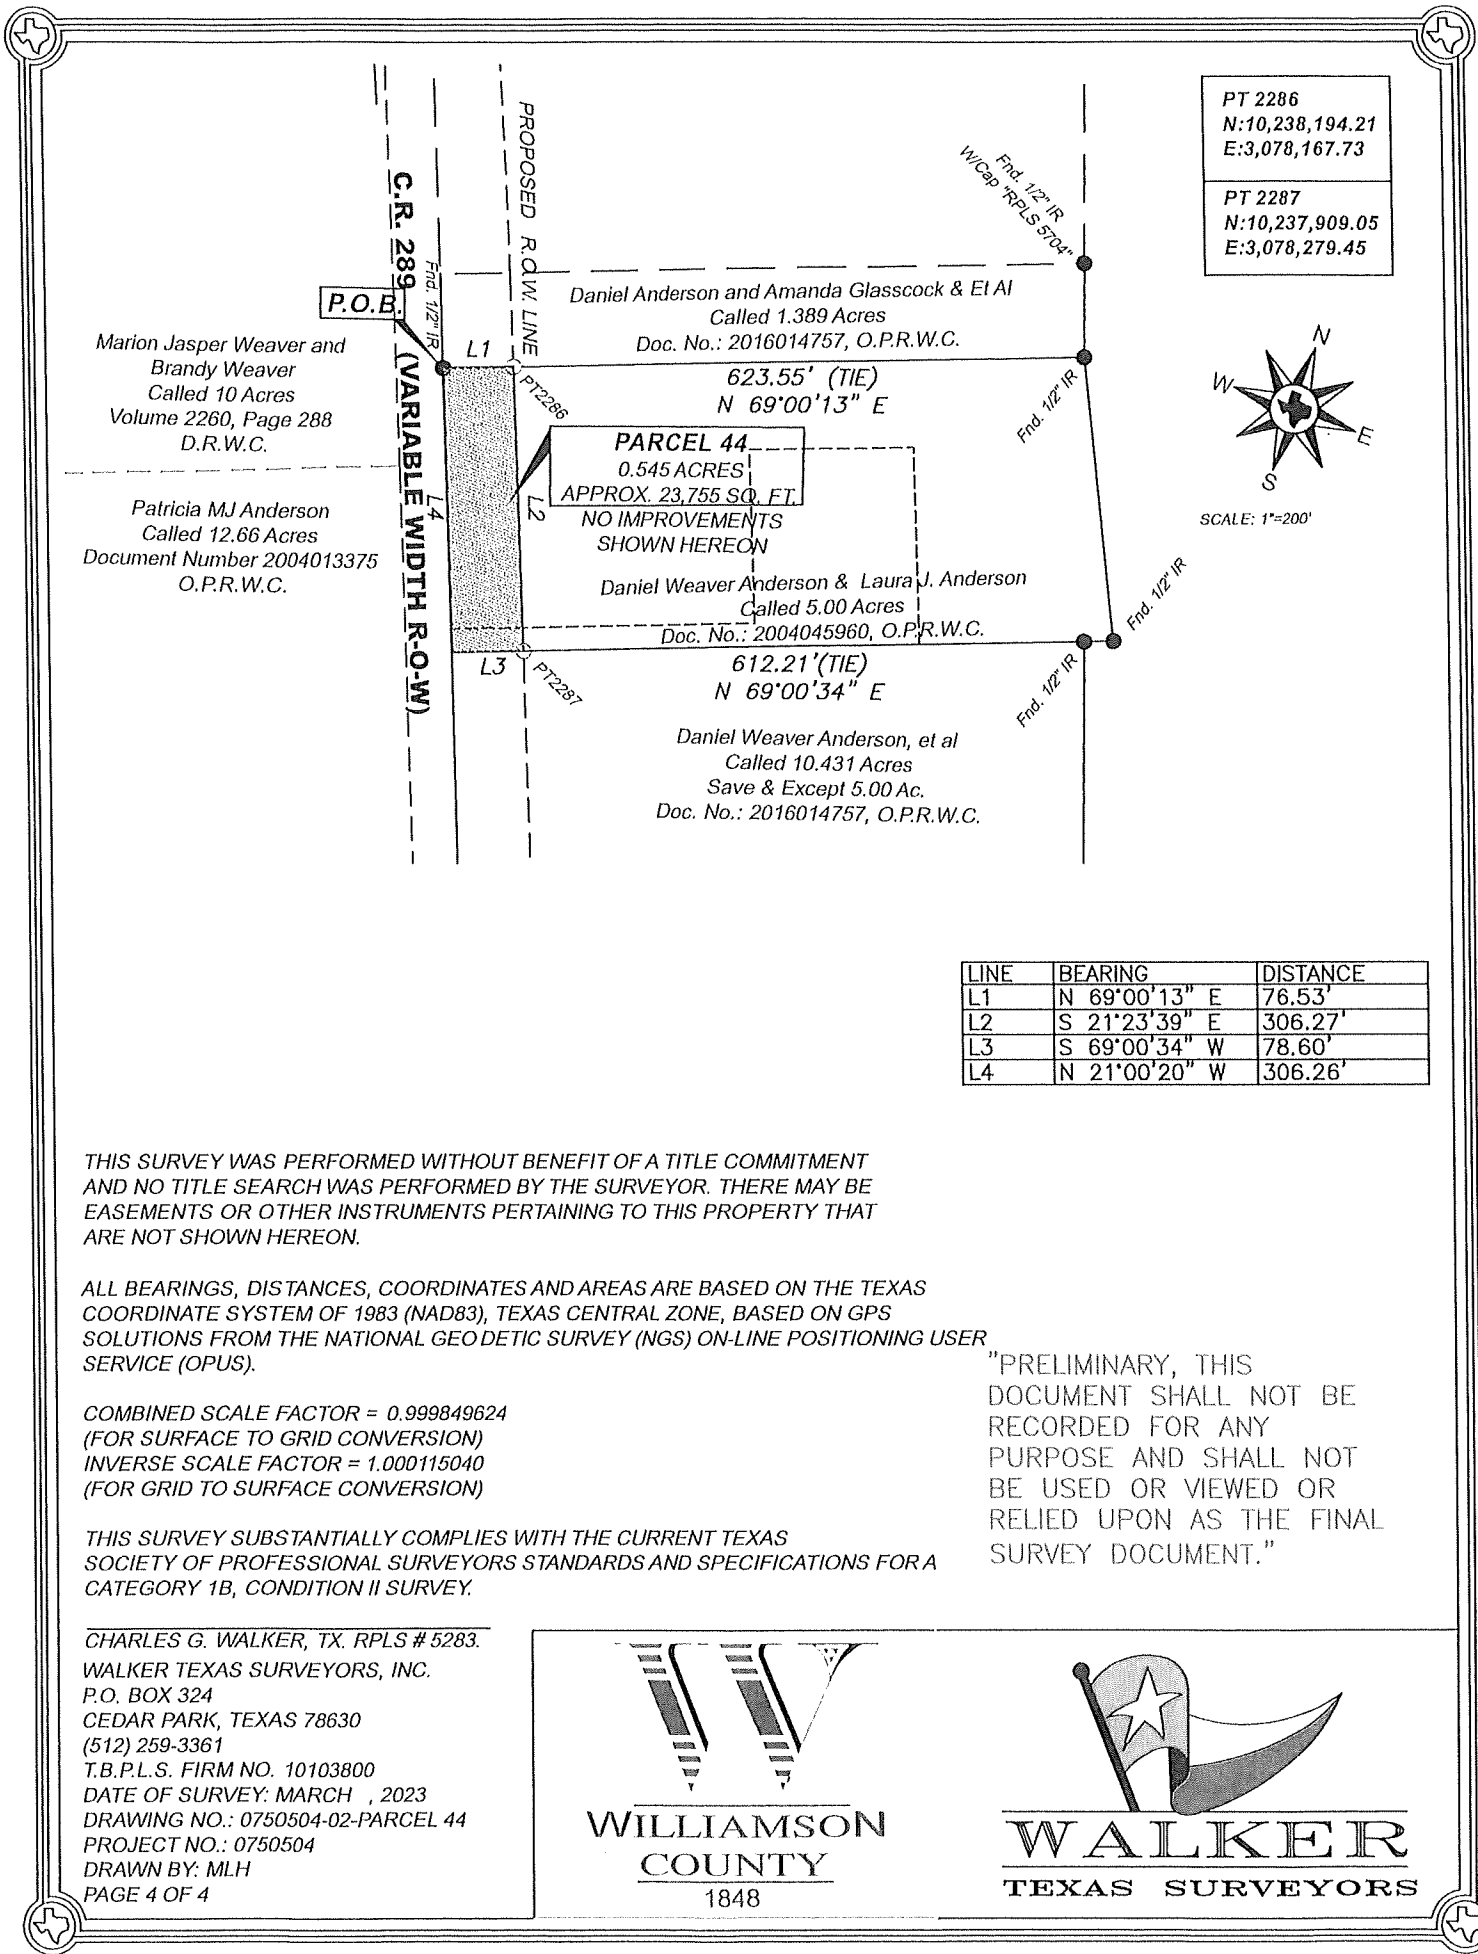 PT 2286
N:10,238,194.21
E:3,078,167.73
PT 2287
N:10,237,909.05
E:3,078,279.45
PROPOSED R.O.W. LINE
C.R. 289 (VARIABLE WIDTH R-O-W)
Fnd. 1/2" IR
W/Cap "RPLS 5704"
Fnd. 1/2" IR
P.O.B.
Daniel Anderson and Amanda Glasscock & Et Al
Called 1.389 Acres
Doc. No.: 2016014757, O.P.R.W.C.
Marion Jasper Weaver and
Brandy Weaver
Called 10 Acres
Volume 2260, Page 288
D.R.W.C.
L1
PT2286
623.55' (TIE)
N 69°00'13" E
Fnd. 1/2" IR
N
W
E
S
SCALE: 1"=200'
PARCEL 44
0.545 ACRES
APPROX. 23,755 SQ. FT.
NO IMPROVEMENTS
SHOWN HEREON
L4
L2
Patricia MJ Anderson
Called 12.66 Acres
Document Number 2004013375
O.P.R.W.C.
Daniel Weaver Anderson & Laura J. Anderson
Called 5.00 Acres
Doc. No.: 2004045960, O.P.R.W.C.
Fnd. 1/2" IR
L3
PT2287
612.21'(TIE)
N 69°00'34" E
Fnd. 1/2" IR
Daniel Weaver Anderson, et al
Called 10.431 Acres
Save & Except 5.00 Ac.
Doc. No.: 2016014757, O.P.R.W.C.
LINE BEARING DISTANCE
L1 N 69°00'13" E 76.53'
L2 S 21°23'39" E 306.27'
L3 S 69°00'34" W 78.60'
L4 N 21°00'20" W 306.26'
THIS SURVEY WAS PERFORMED WITHOUT BENEFIT OF A TITLE COMMITMENT
AND NO TITLE SEARCH WAS PERFORMED BY THE SURVEYOR. THERE MAY BE
EASEMENTS OR OTHER INSTRUMENTS PERTAINING TO THIS PROPERTY THAT
ARE NOT SHOWN HEREON.
ALL BEARINGS, DISTANCES, COORDINATES AND AREAS ARE BASED ON THE TEXAS
COORDINATE SYSTEM OF 1983 (NAD83), TEXAS CENTRAL ZONE, BASED ON GPS
SOLUTIONS FROM THE NATIONAL GEODETIC SURVEY (NGS) ON-LINE POSITIONING USER
SERVICE (OPUS).
COMBINED SCALE FACTOR = 0.999849624
(FOR SURFACE TO GRID CONVERSION)
INVERSE SCALE FACTOR = 1.000115040
(FOR GRID TO SURFACE CONVERSION)
THIS SURVEY SUBSTANTIALLY COMPLIES WITH THE CURRENT TEXAS
SOCIETY OF PROFESSIONAL SURVEYORS STANDARDS AND SPECIFICATIONS FOR A
CATEGORY 1B, CONDITION II SURVEY.
"PRELIMINARY, THIS
DOCUMENT SHALL NOT BE
RECORDED FOR ANY
PURPOSE AND SHALL NOT
BE USED OR VIEWED OR
RELIED UPON AS THE FINAL
SURVEY DOCUMENT."
CHARLES G. WALKER, TX. RPLS # 5283.
WALKER TEXAS SURVEYORS, INC.
P.O. BOX 324
CEDAR PARK, TEXAS 78630
(512) 259-3361
T.B.P.L.S. FIRM NO. 10103800
DATE OF SURVEY: MARCH , 2023
DRAWING NO.: 0750504-02-PARCEL 44
PROJECT NO.: 0750504
DRAWN BY: MLH
PAGE 4 OF 4
WILLIAMSON
COUNTY
1848
WALKER
TEXAS SURVEYORS